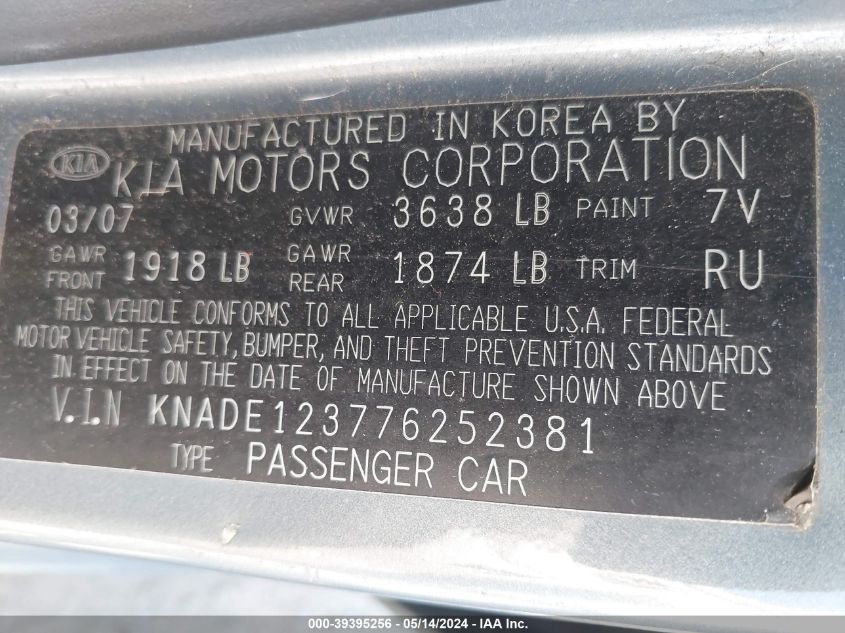 MANUFACTURED IN KOREA BY
KIA KIA MOTORS CORPORATION
03/07 GVWR 3638 LB PAINT 7V
GAWR FRONT 1918 LB GAWR REAR 1874 LB TRIM RU
THIS VEHICLE CONFORMS TO ALL APPLICABLE U.S.A. FEDERAL
MOTOR VEHICLE SAFETY, BUMPER, AND THEFT PREVENTION STANDARDS
IN EFFECT ON THE DATE OF MANUFACTURE SHOWN ABOVE
V.I.N KNADE123776252381
TYPE PASSENGER CAR
000-39395256 - 05/14/2024 - IAA Inc.